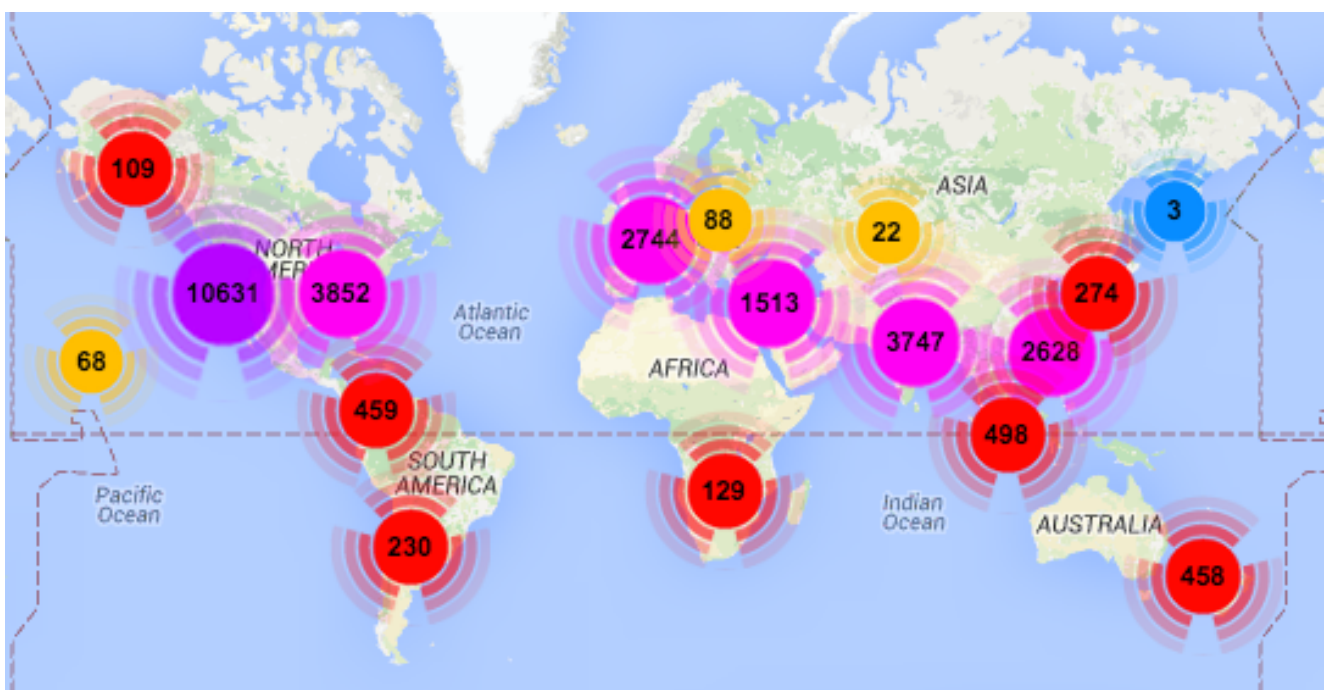 109
ASIA
3
2744
88
22
NORTH
AMERICA
10631
3852
1513
274
Atlantic
Ocean
3747
2628
68
AFRICA
459
498
SOUTH
AMERICA
Pacific
Ocean
129
Indian
Ocean
AUSTRALIA
230
458